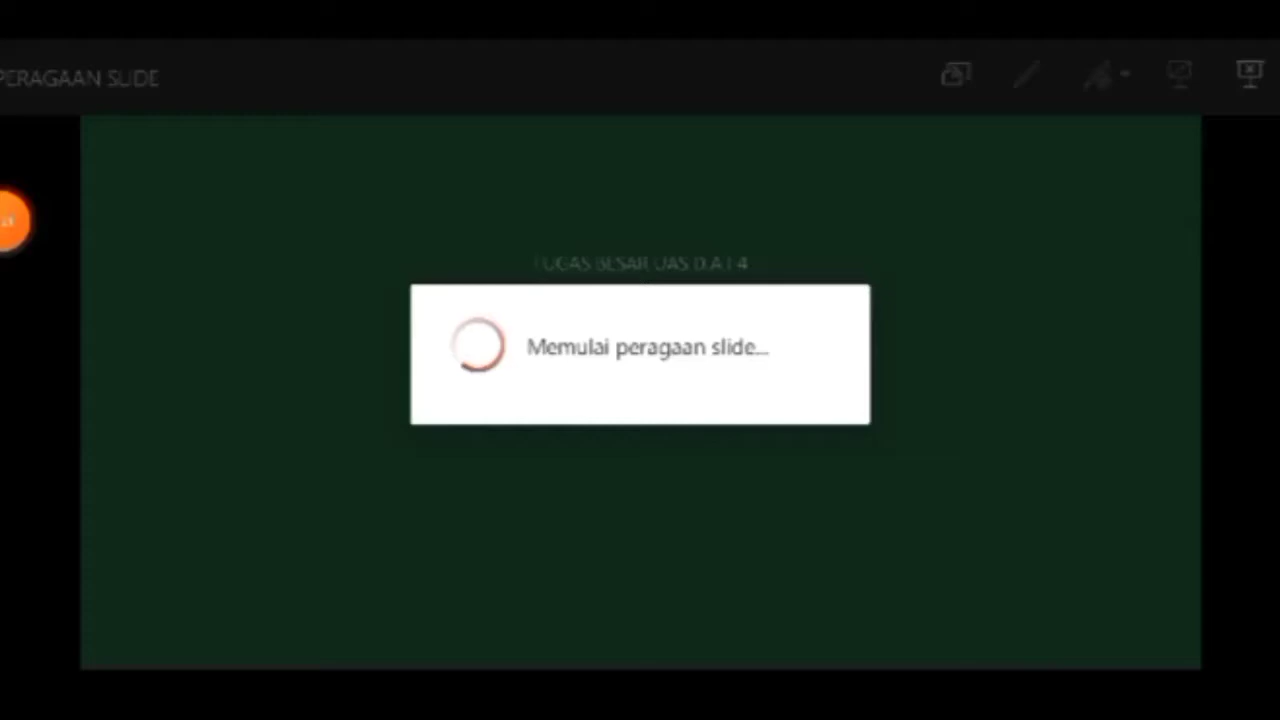 PERAGAAN SLIDE
TUGAS BESAR UAS D.A.I 4
Memulai peragaan slide...